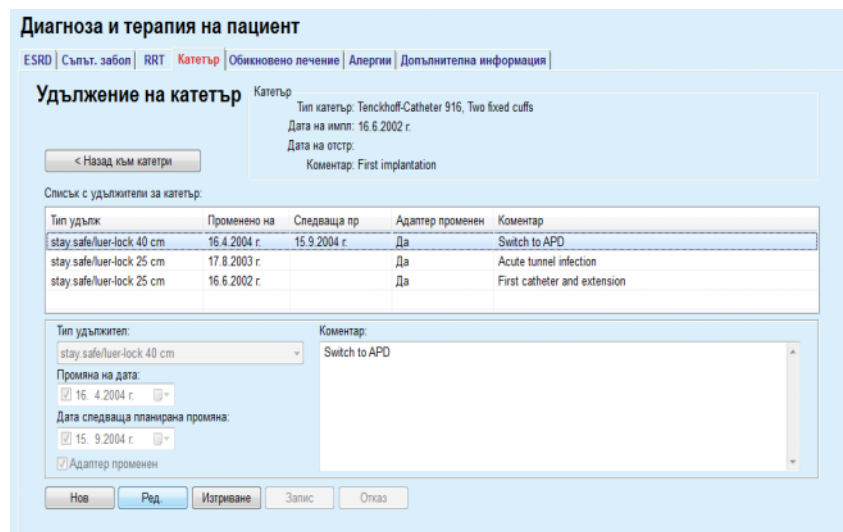 Диагноза и терапия на пациент
ESRD Съпът. забол RRT Катетър Обикновено лечение Алергии Допълнителна информация
Удължение на катетър
Катетър
Тип катетър: Tenckhoff-Catheter 916, Two fixed cuffs
Дата на импл: 16.6.2002 г.
Дата на отстр:
Коментар: First implantation
< Назад към катетри
Списък с удължители за катетър:
Тип удълж Променено на Следваща пр Адаптер променен Коментар
stay.safe/luer-lock 40 cm 16.4.2004 г. 15.9.2004 г. Да Switch to APD
stay.safe/luer-lock 25 cm 17.8.2003 г. Да Acute tunnel infection
stay.safe/luer-lock 25 cm 16.6.2002 г. Да First catheter and extension
Тип удължител:
stay.safe/luer-lock 40 cm
Промяна на дата:
16. 4.2004 г.
Дата следваща планирана промяна:
15. 9.2004 г.
Адаптер променен
Коментар:
Switch to APD
Нов Ред. Изтриване Запис Отказ